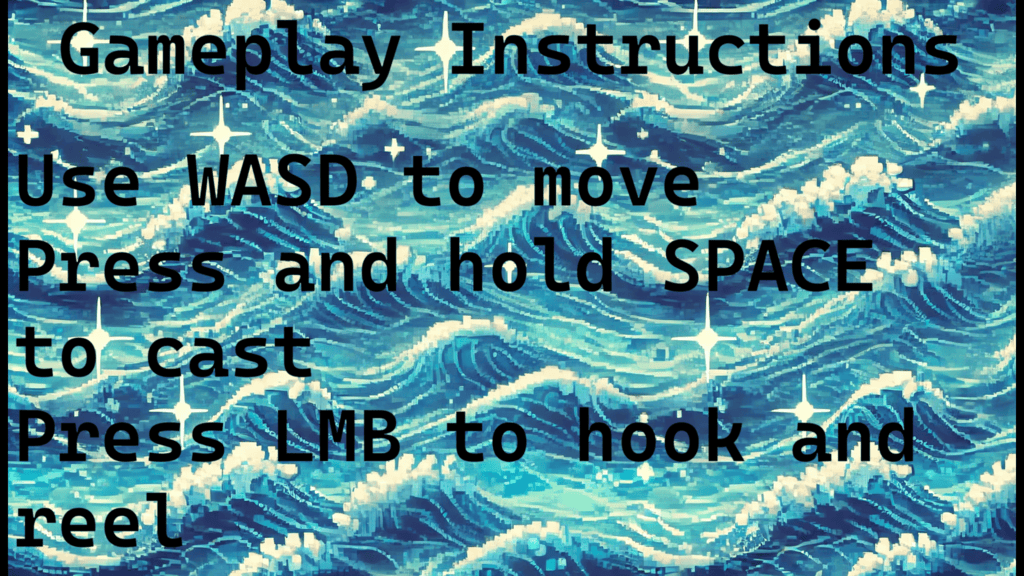 Gameplay Instructions
Use WASD to move
Press and hold SPACE
to cast
Press LMB to hook and
reel